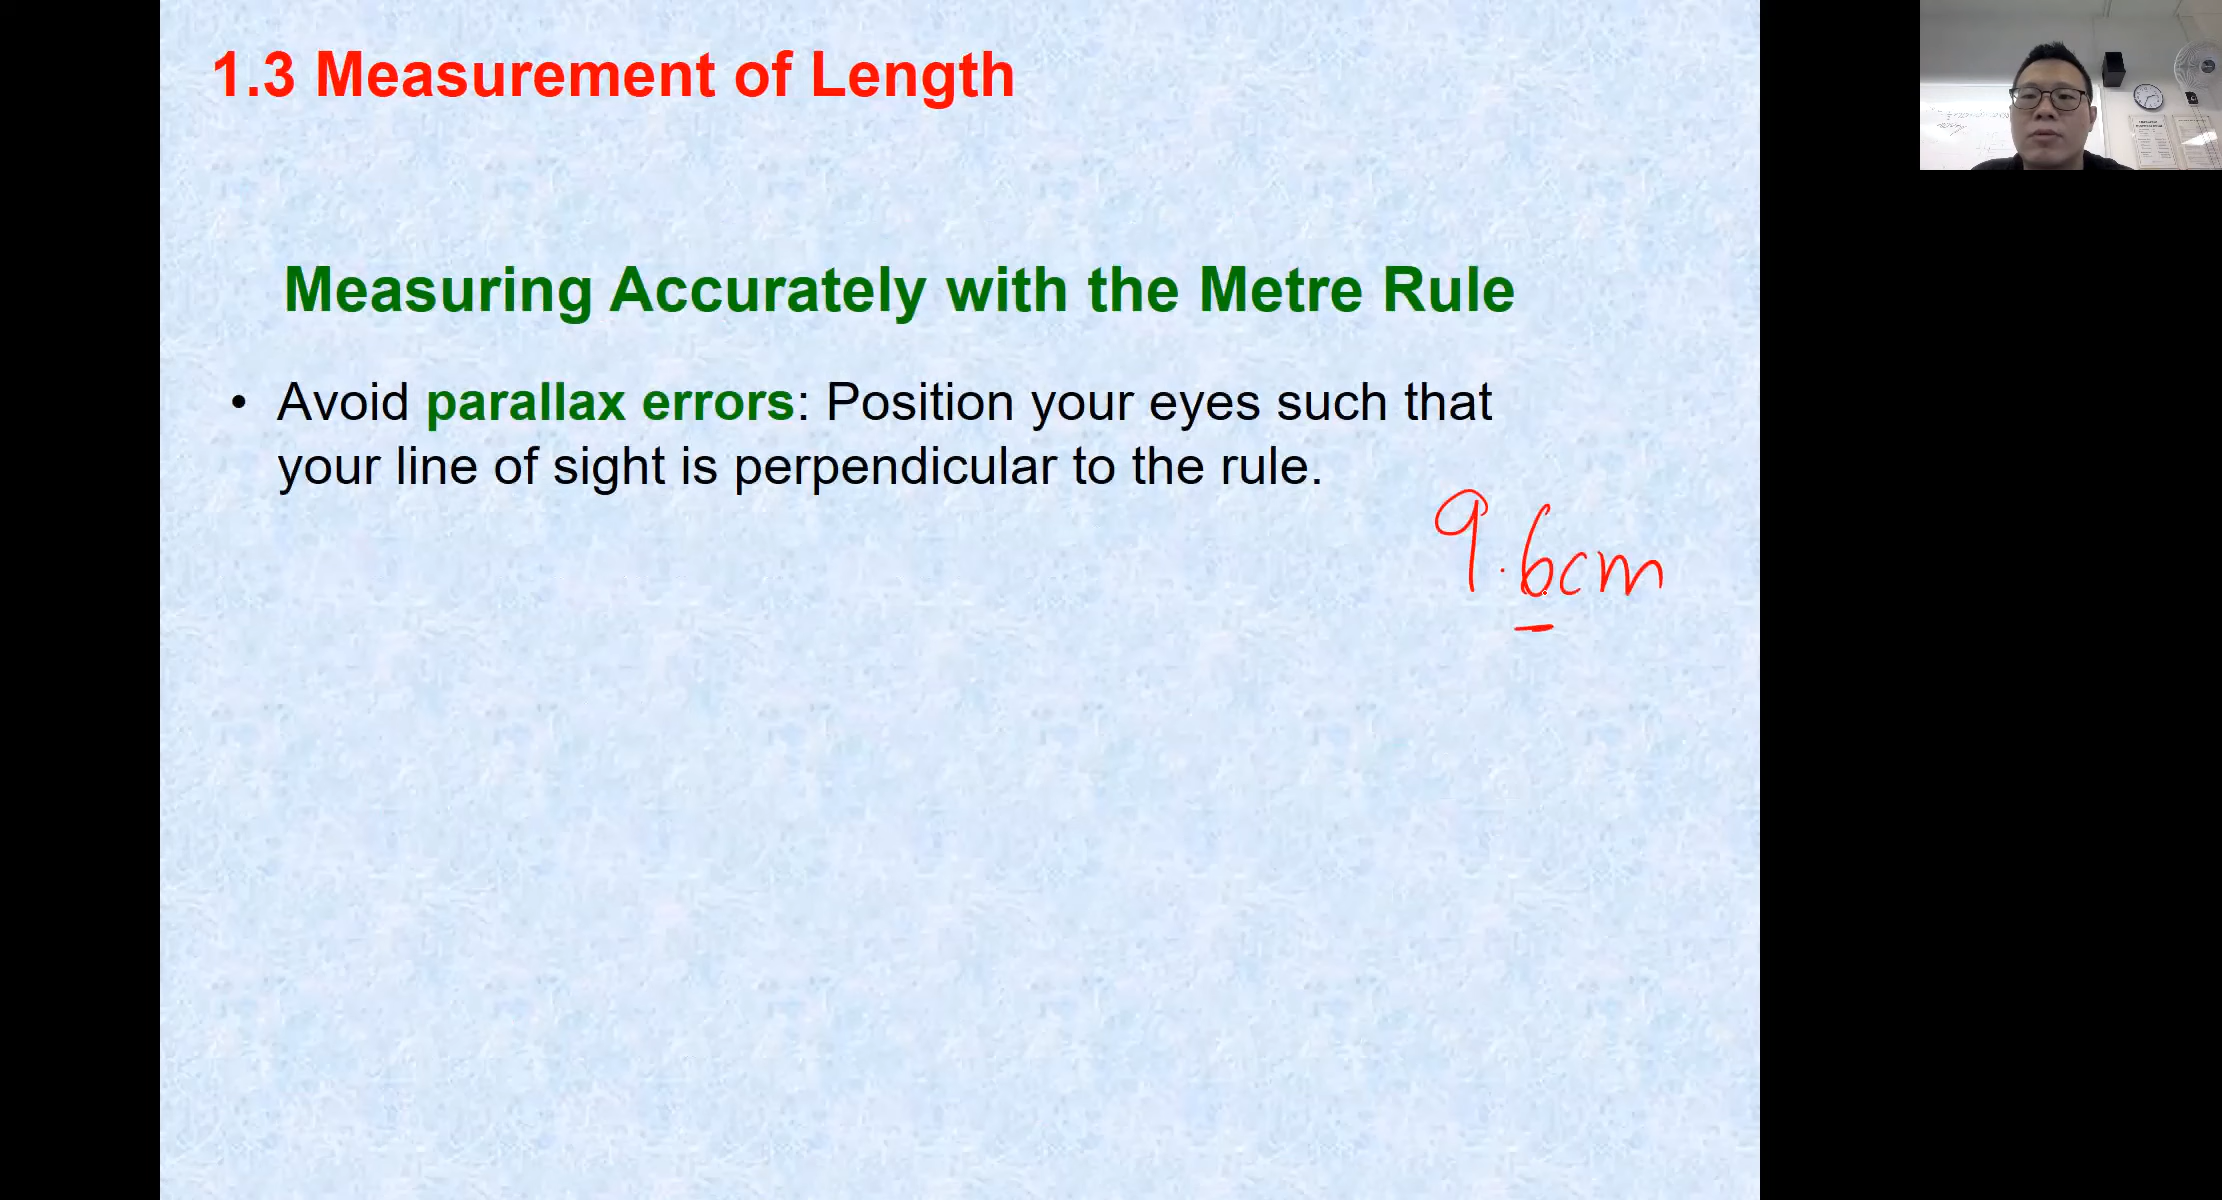 1.3 Measurement of Length
Measuring Accurately with the Metre Rule
• Avoid parallax errors: Position your eyes such that
your line of sight is perpendicular to the rule.
9.6cm